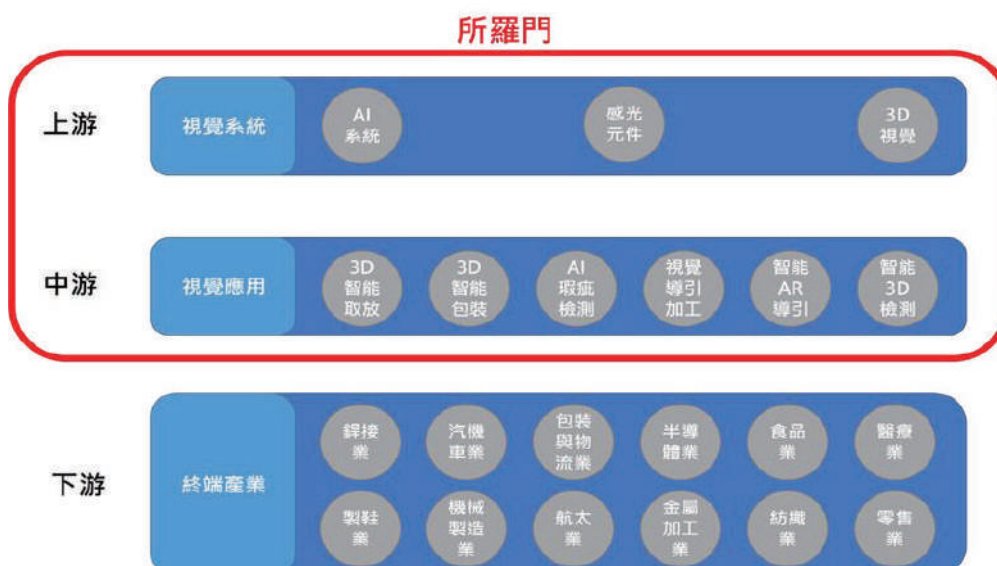 所羅門
上游
視覺系統
AI
系統
感光
元件
3D
視覺
中游
視覺應用
3D
智能
取放
3D
智能
包裝
AI
瑕疵
檢測
視覺
導引
加工
智能
AR
導引
智能
3D
檢測
下游
終端產業
銲接
業
汽機
車業
包裝
與物
流業
半導
體業
食品
業
醫療
業
製鞋
業
機械
製造
業
航太
業
金屬
加工
業
紡織
業
零售
業